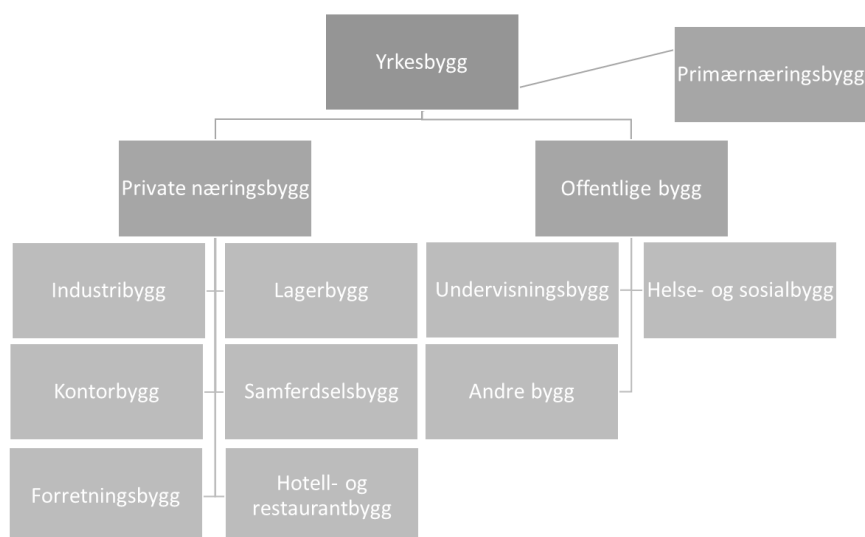 Yrkesbygg
Primærnæringsbygg
Private næringsbygg
Offentlige bygg
Industribygg
Lagerbygg
Undervisningsbygg
Helse- og sosialbygg
Kontorbygg
Samferdselsbygg
Andre bygg
Forretningsbygg
Hotell- og
restaurantbygg